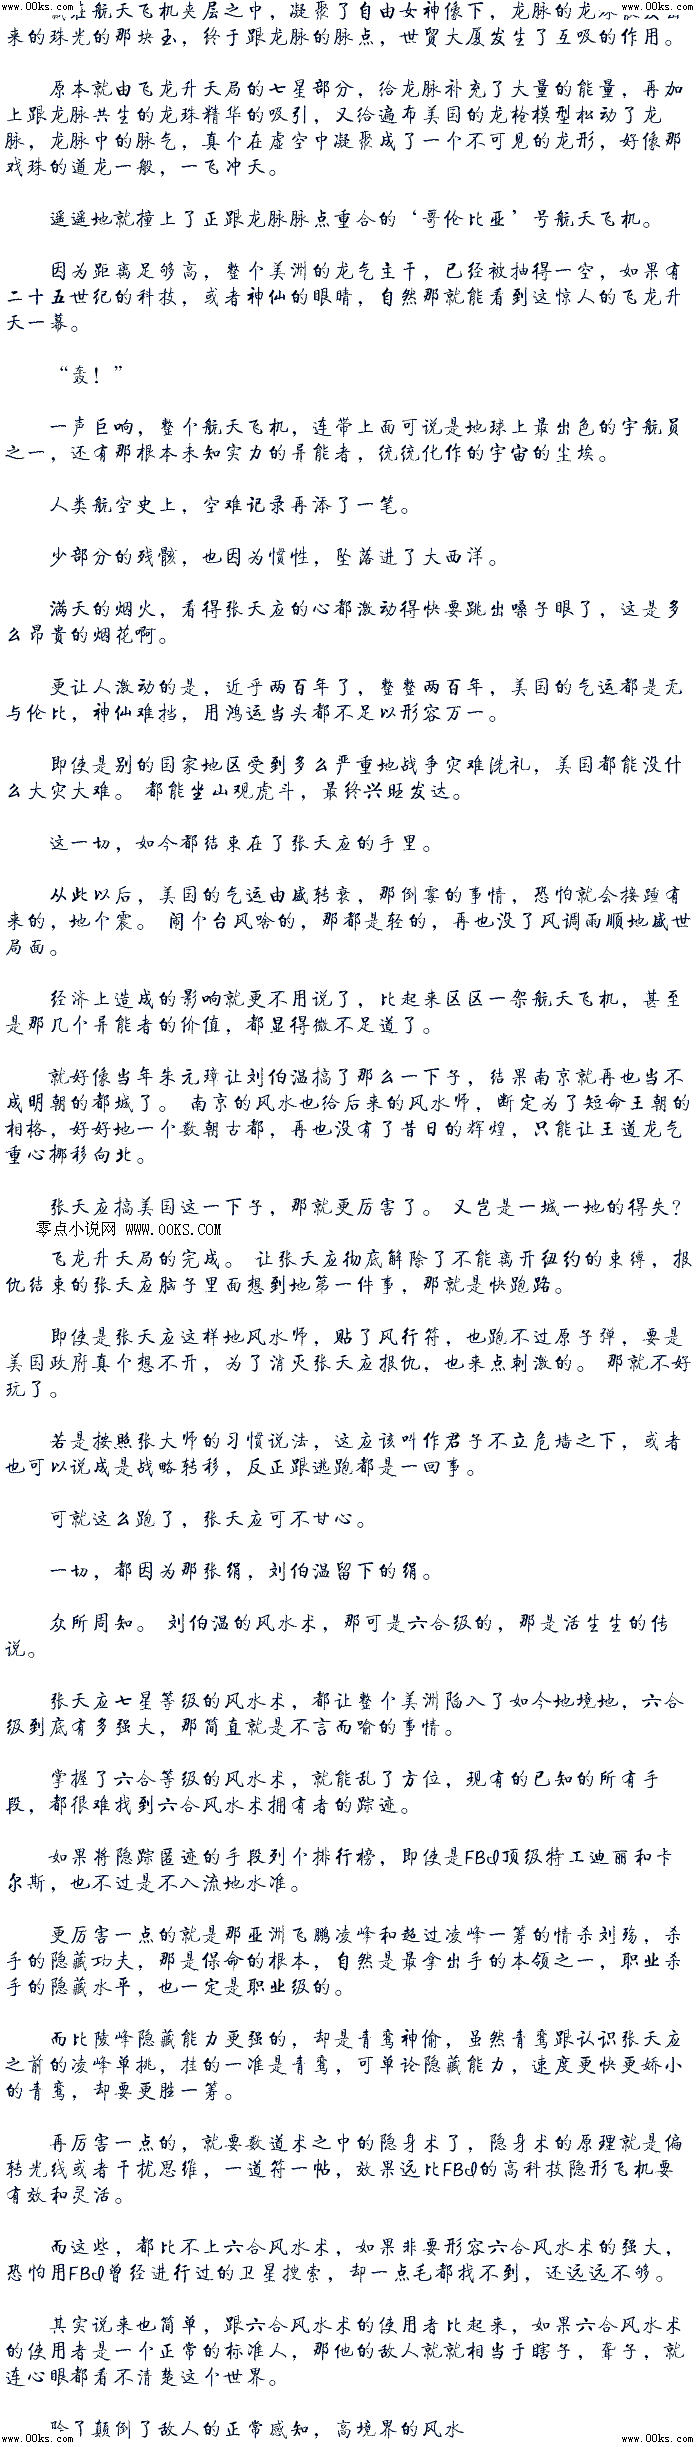 www.00ks.com www.00ks.com
藏在航天飞机夹层之中，凝聚了自由女神像下，龙脉的龙珠
来的珠光的那块玉，终于跟龙脉的脉点，世贸大厦发生了互吸的作用。
原本就由飞龙升天局的七星部分，给龙脉补充了大量的能量，再加
上跟龙脉共生的龙珠精华的吸引，又给遍布美国的龙枪模型松动了龙
脉，龙脉中的脉气，真个在虚空中凝聚成了一个不可见的龙形，好像那
戏珠的道龙一般，一飞冲天。
遥遥地就撞上了正跟龙脉脉点重合的‘哥伦比亚’号航天飞机。
因为距离足够高，整个美洲的龙气主干，已经被抽得一空，如果有
二十五世纪的科技，或者神仙的眼睛，自然那就能看到这惊人的飞龙升
天一幕。
“轰！”
一声巨响，整个航天飞机，连带上面可说是地球上最出色的宇航员
之一，还有那根本未知实力的异能者，统统化作的宇宙的尘埃。
人类航空史上，空难记录再添了一笔。
少部分的残骸，也因为惯性，坠落进了大西洋。
满天的烟火，看得张天应的心都激动得快要跳出嗓子眼了，这是多
么昂贵的烟花啊。
更让人激动的是，近乎两百年了，整整两百年，美国的气运都是无
与伦比，神仙难挡，用鸿运当头都不足以形容万一。
即使是别的国家地区受到多么严重地战争灾难洗礼，美国都能没什
么大灾大难。 都能坐山观虎斗，最终兴旺发达。
这一切，如今都结束在了张天应的手里。
从此以后，美国的气运由盛转衰，那倒霉的事情，恐怕就会接踵有
来的，地个震。 闹个台风啥的，那都是轻的，再也没了风调雨顺地盛世
局面。
经济上造成的影响就更不用说了，比起来区区一架航天飞机，甚至
是那几个异能者的价值，都显得微不足道了。
就好像当年朱元璋让刘伯温搞了那么一下子，结果南京就再也当不
成明朝的都城了。 南京的风水也给后来的风水师，断定为了短命王朝的
相格，好好地一个数朝古都，再也没有了昔日的辉煌，只能让王道龙气
重心挪移向北。
张天应搞美国这一下子，那就更厉害了。 又岂是一城一地的得失？
零点小说网 www.00KS.com
飞龙升天局的完成。 让张天应彻底解除了不能离开纽约的束缚，报
仇结束的张天应脑子里面想到地第一件事，那就是快跑路。
即使是张天应这样地风水师，贴了风行符，也跑不过原子弹，要是
美国政府真个想不开，为了消灭张天应报仇，也来点刺激的。 那就不好
玩了。
若是按照张大师的习惯说法，这应该叫作君子不立危墙之下，或者
也可以说成是战略转移，反正跟逃跑都是一回事。
可就这么跑了，张天应可不甘心。
一切，都因为那张绢，刘伯温留下的绢。
众所周知。 刘伯温的风水术，那可是六合级的，那是活生生的传
说。
张天应七星等级的风水术，都让整个美洲陷入了如今地境地，六合
级到底有多强大，那简直就是不言而喻的事情。
掌握了六合等级的风水术，就能乱了方位，现有的已知的所有手
段，都很难找到六合风水术拥有者的踪迹。
如果将隐踪匿迹的手段列个排行榜，即使是FBI顶级特工迪丽和卡
尔斯，也不过是不入流地水准。
更厉害一点的就是那亚洲飞鹏凌峰和超过凌峰一筹的情杀刘殇，杀
手的隐藏功夫，那是保命的根本，自然是最拿出手的本领之一，职业杀
手的隐藏水平，也一定是职业级的。
而比陵峰隐藏能力更强的，却是青鸾神偷，虽然青鸾跟认识张天应
之前的凌峰单挑，挂的一准是青鸾，可单论隐藏能力，速度更快更娇小
的青鸾，却要更胜一筹。
再厉害一点的，就要数道术之中的隐身术了，隐身术的原理就是偏
转光线或者干扰思维，一道符一帖，效果远比FBI的高科技隐形飞机要
有效和灵活。
而这些，都比不上六合风水术，如果非要形容六合风水术的强大，
恐怕用FBI曾经进行过的卫星搜索，却一点毛都找不到，还远远不够。
其实说来也简单，跟六合风水术的使用者比起来，如果六合风水术
的使用者是一个正常的标准人，那他的敌人就就相当于瞎子，聋子，就
连心眼都看不清楚这个世界。
除了颠倒了敌人的正常感知，高境界的风水
www.00ks.com www.00ks.com